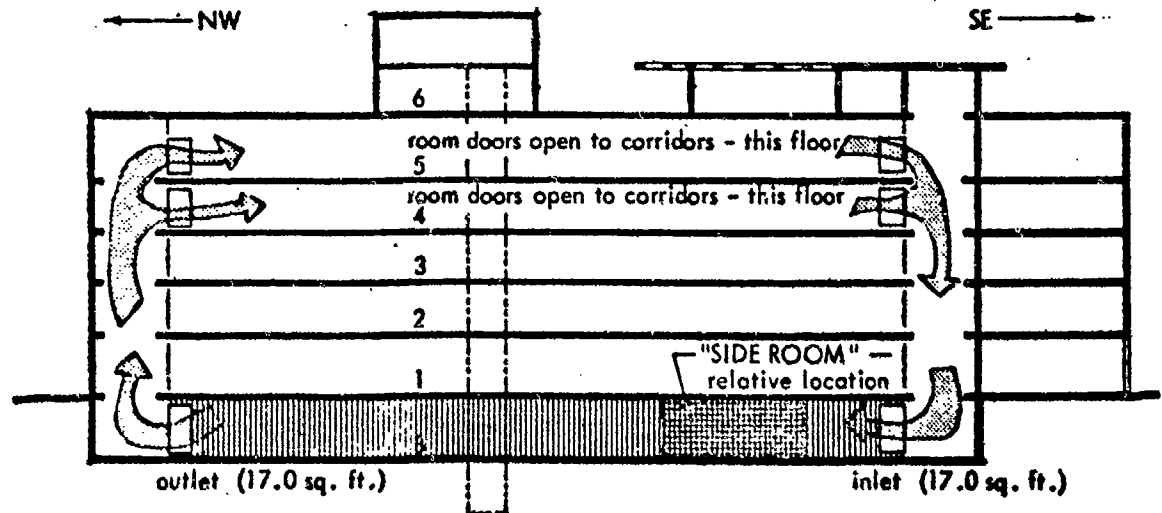 NW
SE
6
room doors open to corridors - this floor
5
room doors open to corridors - this floor
4
3
2
"SIDE ROOM" —
1
relative location
outlet (17.0 sq. ft.)
inlet (17.0 sq. ft.)